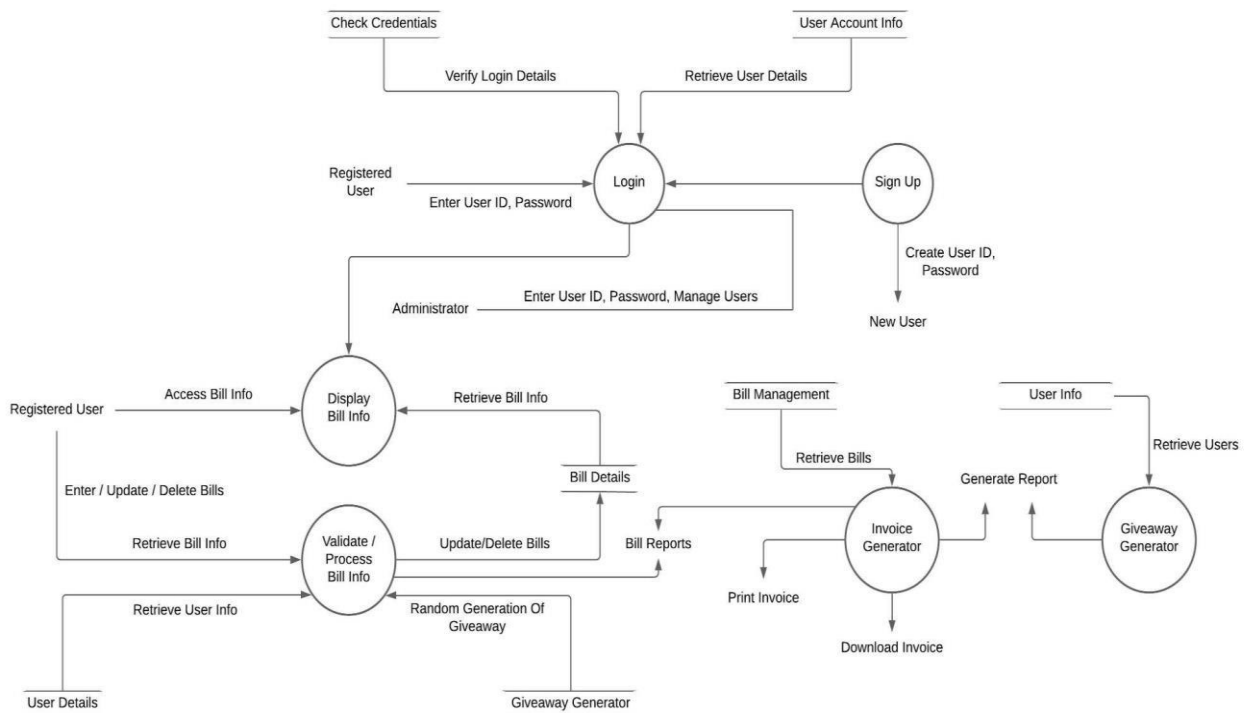 Check Credentials
User Account Info
Verify Login Details
Retrieve User Details
Registered
User
Login
Sign Up
Enter User ID, Password
Create User ID,
Password
Administrator
Enter User ID, Password, Manage Users
New User
Access Bill Info
Display
Bill Info
Retrieve Bill Info
Bill Management
User Info
Registered User
Retrieve Bills
Retrieve Users
Bill Details
Generate Report
Enter / Update / Delete Bills
Retrieve Bill Info
Validate /
Process
Bill Info
Update/Delete Bills
Bill Reports
Invoice
Generator
Giveaway
Generator
Retrieve User Info
Random Generation Of
Giveaway
Print Invoice
Download Invoice
User Details
Giveaway Generator